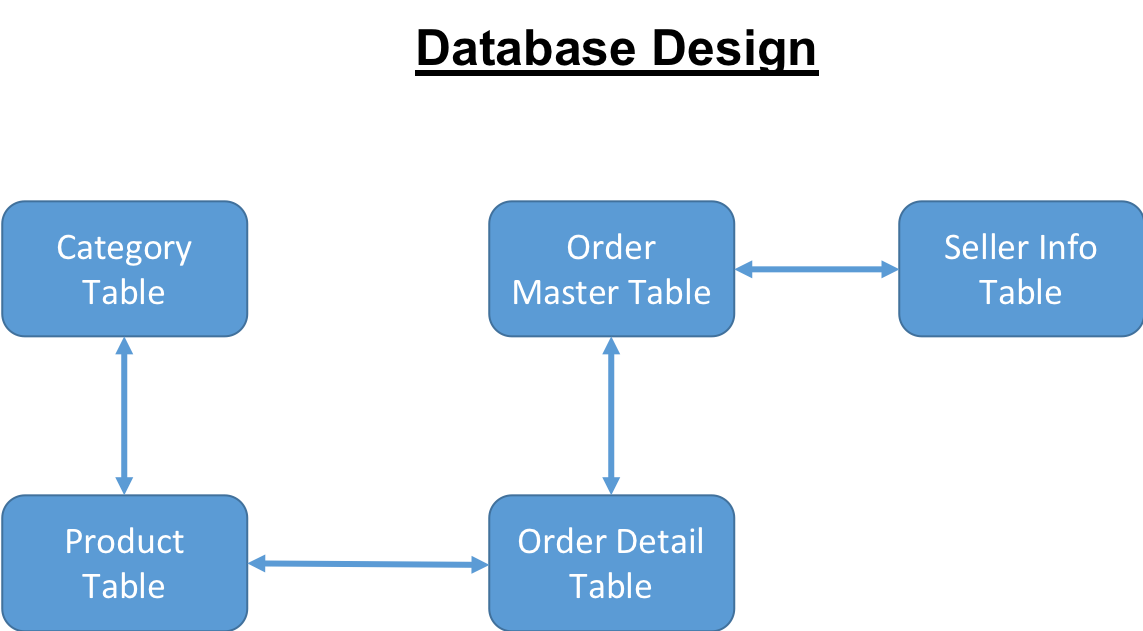 Database Design
Category
Table
Order
Master Table
Seller Info
Table
Product
Table
Order Detail
Table